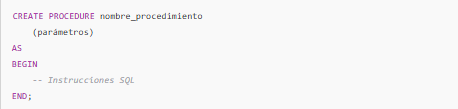 CREATE PROCEDURE nombre_procedimiento
(parámetros)
AS
BEGIN
-- Instrucciones SQL
END;